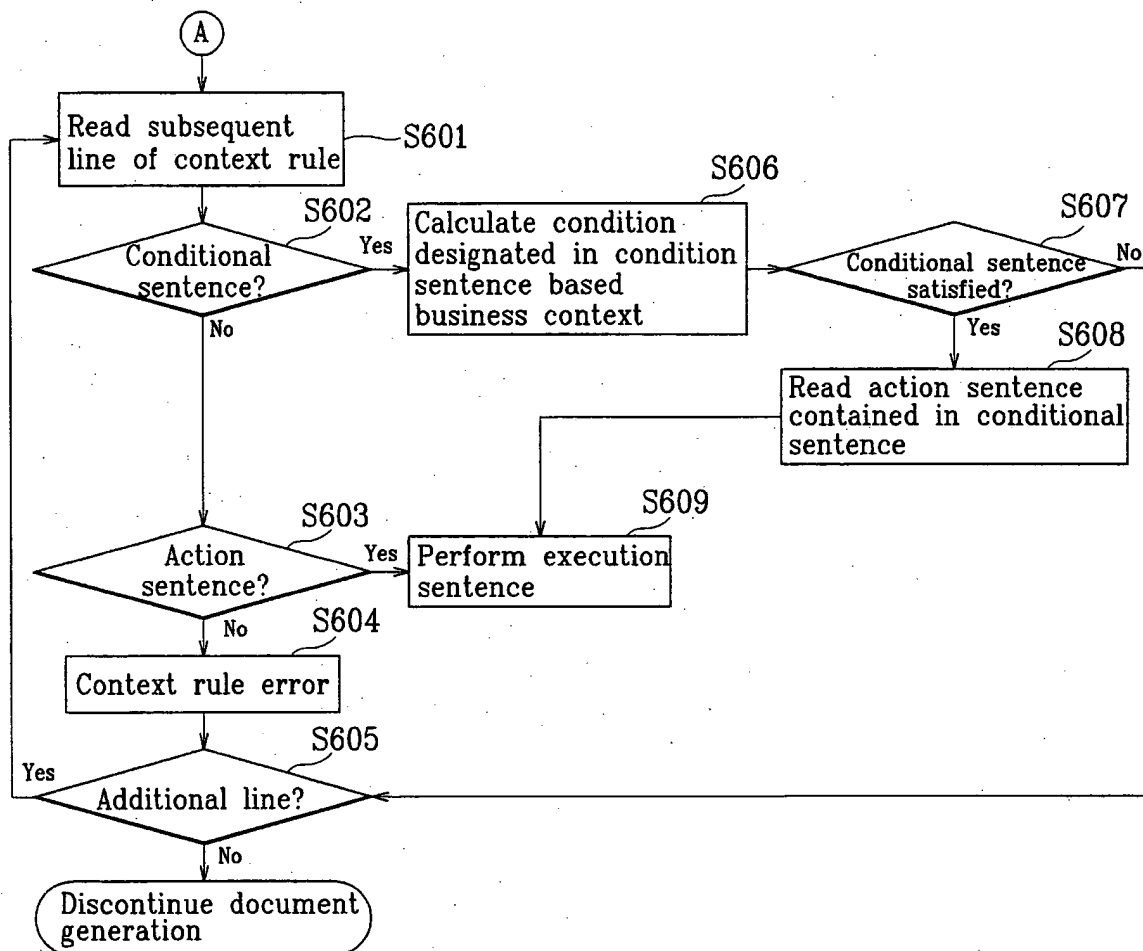 A
Read subsequent
line of context rule
S601
S602
Conditional
sentence?
Yes
No
S606
Calculate condition
designated in condition
sentence based
business context
S607
Conditional sentence
satisfied?
No
Yes
S608
Read action sentence
contained in conditional
sentence
S603
Action
sentence?
Yes
No
S609
Perform execution
sentence
S604
Context rule error
S605
Yes
Additional line?
No
Discontinue document
generation